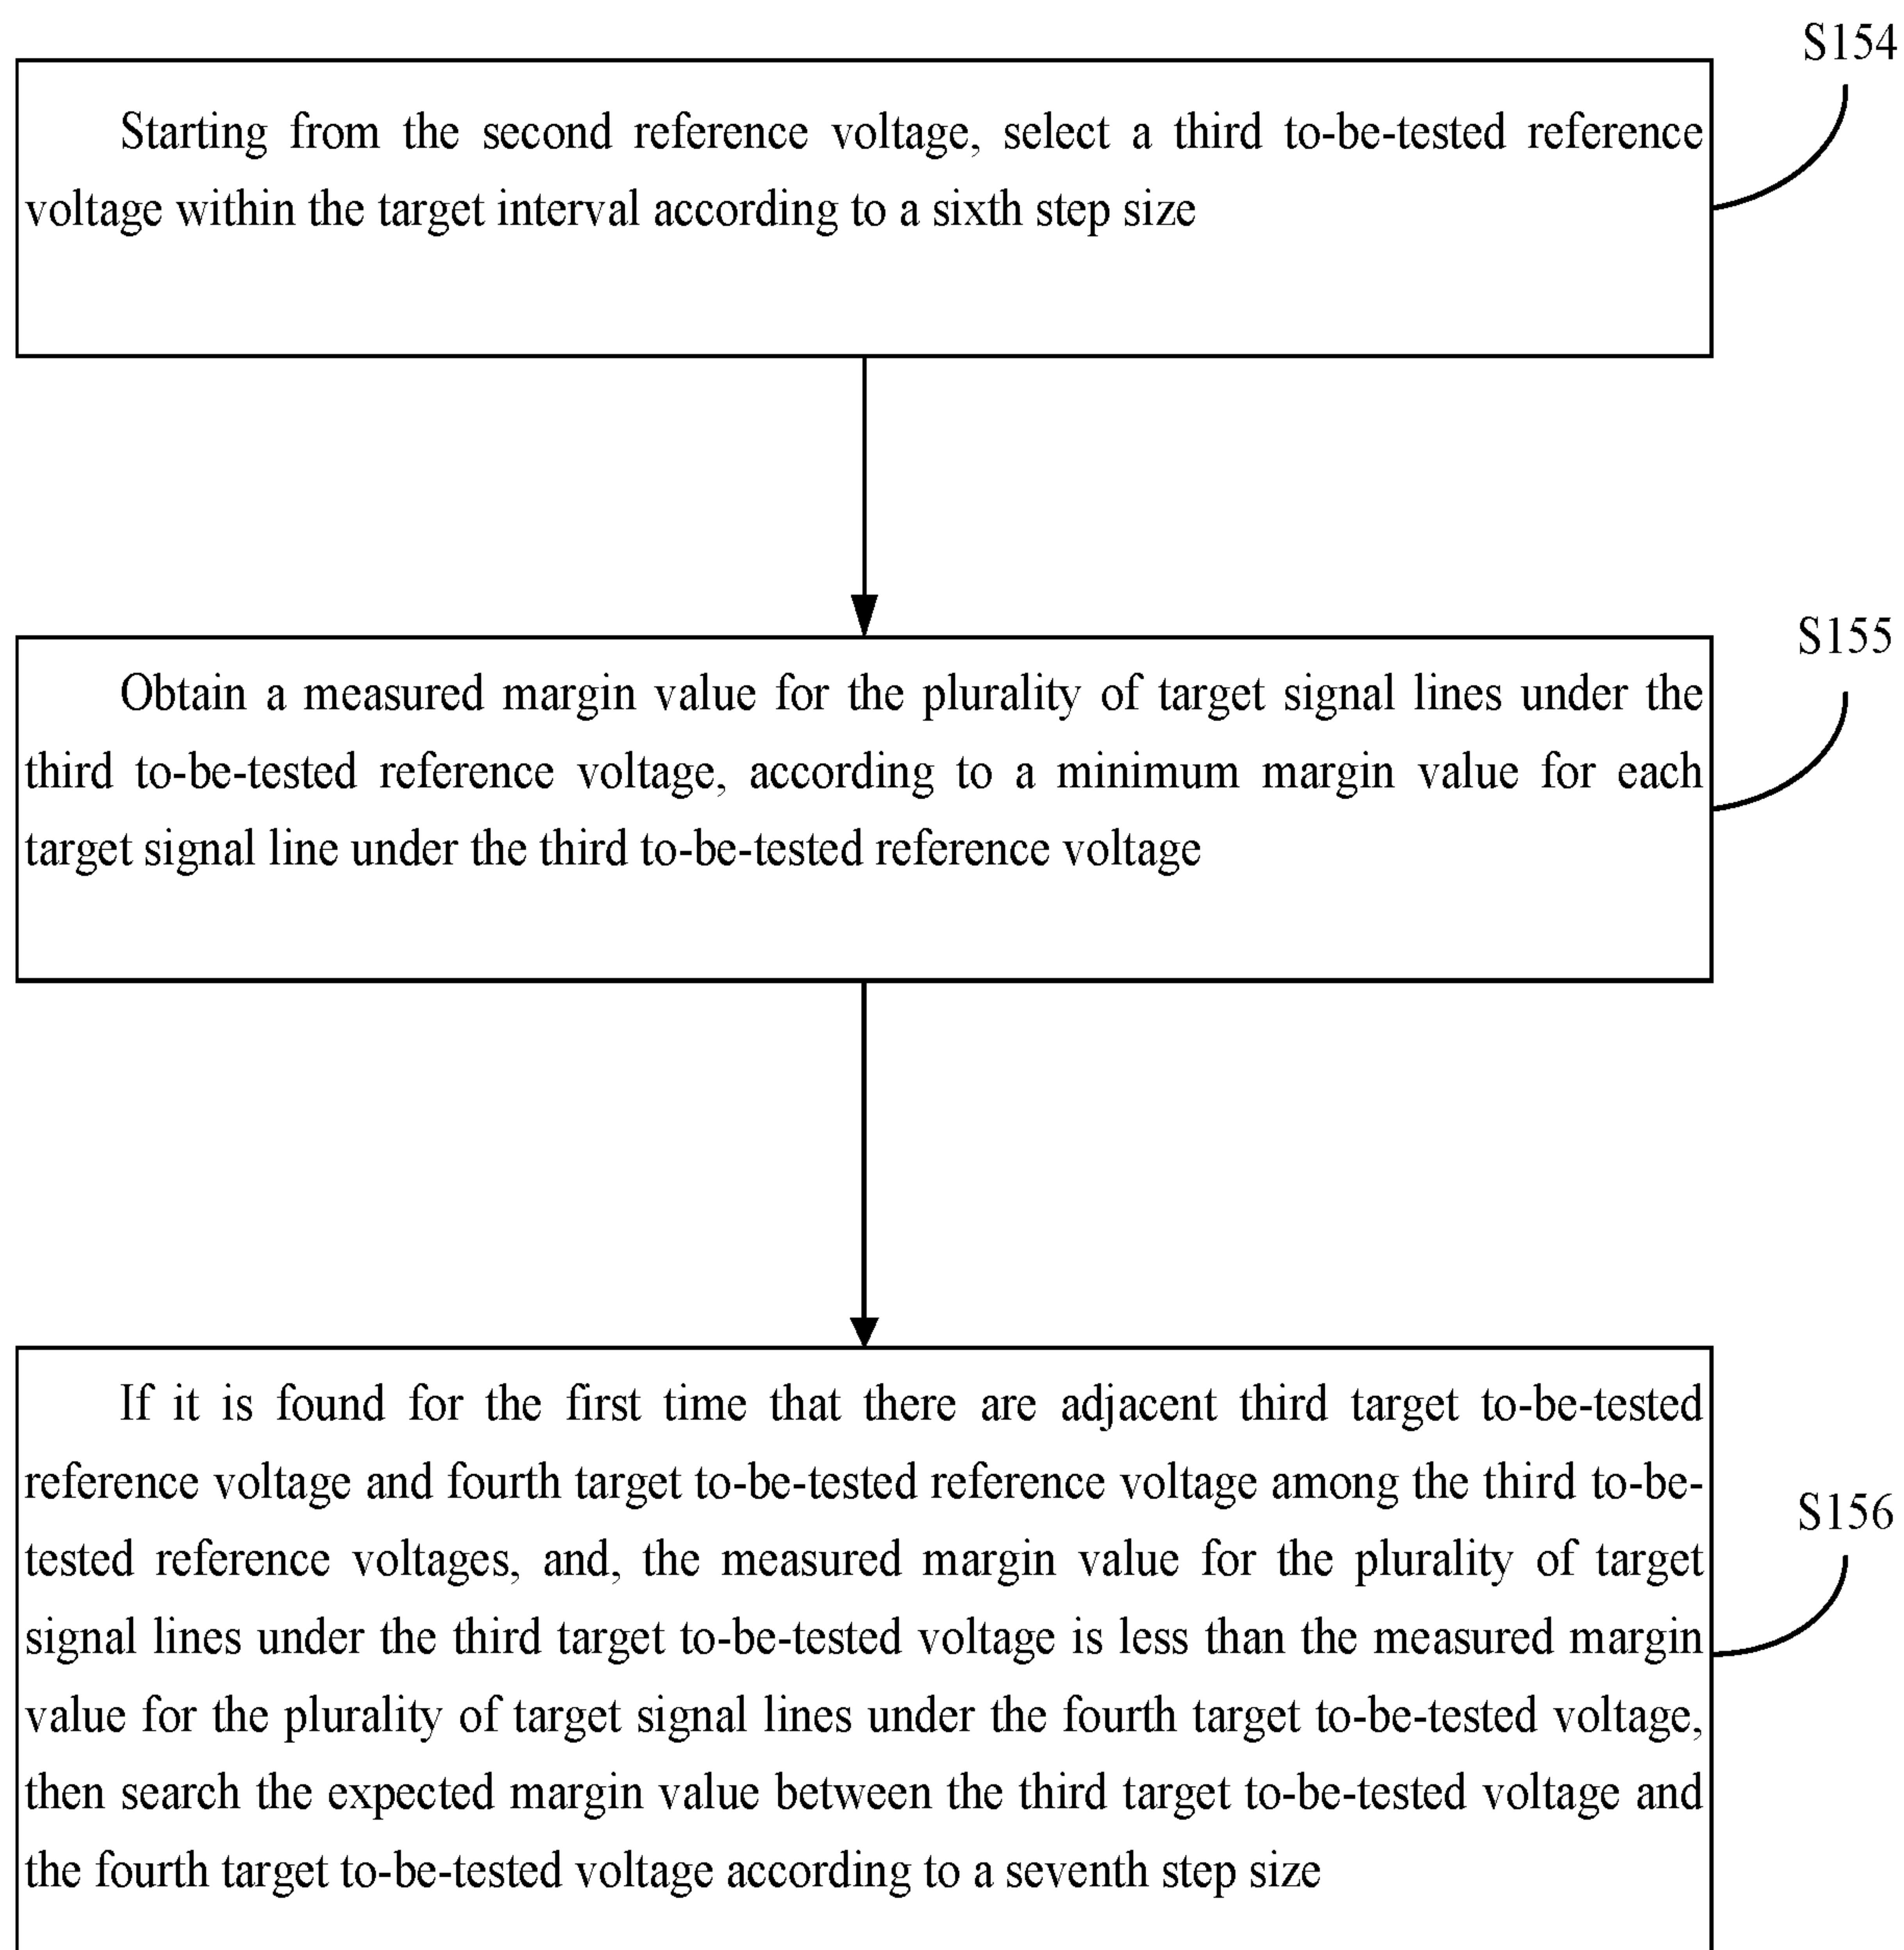 S154
Starting from the second reference voltage, select a third to-be-tested reference
voltage within the target interval according to a sixth step size
S155
Obtain a measured margin value for the plurality of target signal lines under the
third to-be-tested reference voltage, according to a minimum margin value for each
target signal line under the third to-be-tested reference voltage
If it is found for the first time that there are adjacent third target to-be-tested
reference voltage and fourth target to-be-tested reference voltage among the third to-be-
tested reference voltages, and, the measured margin value for the plurality of target
signal lines under the third target to-be-tested voltage is less than the measured margin
value for the plurality of target signal lines under the fourth target to-be-tested voltage,
then search the expected margin value between the third target to-be-tested voltage and
the fourth target to-be-tested voltage according to a seventh step size
S156